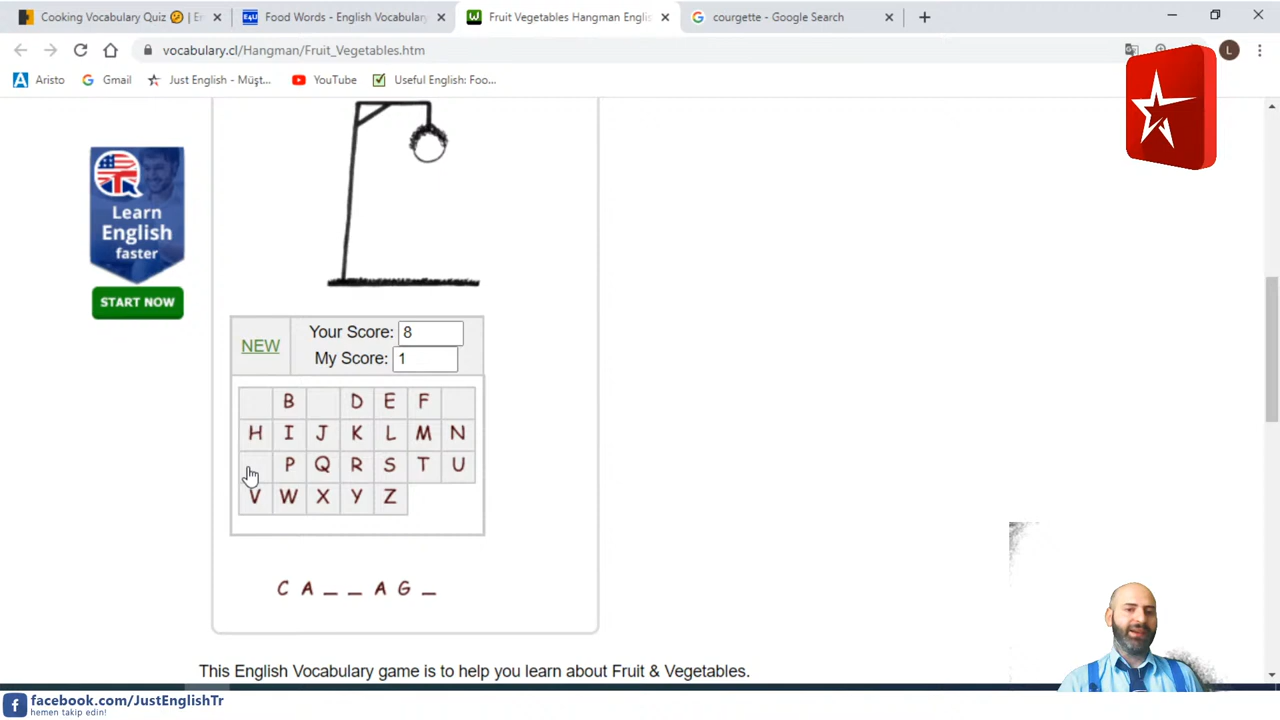 Cooking Vocabulary Quiz 🤔 | En
Food Words - English Vocabulary
Fruit Vegetables Hangman Englis
courgette - Google Search
vocabulary.cl/Hangman/Fruit_Vegetables.htm
L
Aristo
Gmail
Just English - Müşt...
YouTube
Useful English: Foo...
Learn
English
faster
START NOW
NEW
Your Score: 8
My Score: 1
B D E F
H I J K L M N
P Q R S T U
V W X Y Z
C A _ _ A G _
This English Vocabulary game is to help you learn about Fruit & Vegetables.
facebook.com/JustEnglishTr
hemen takip edin!